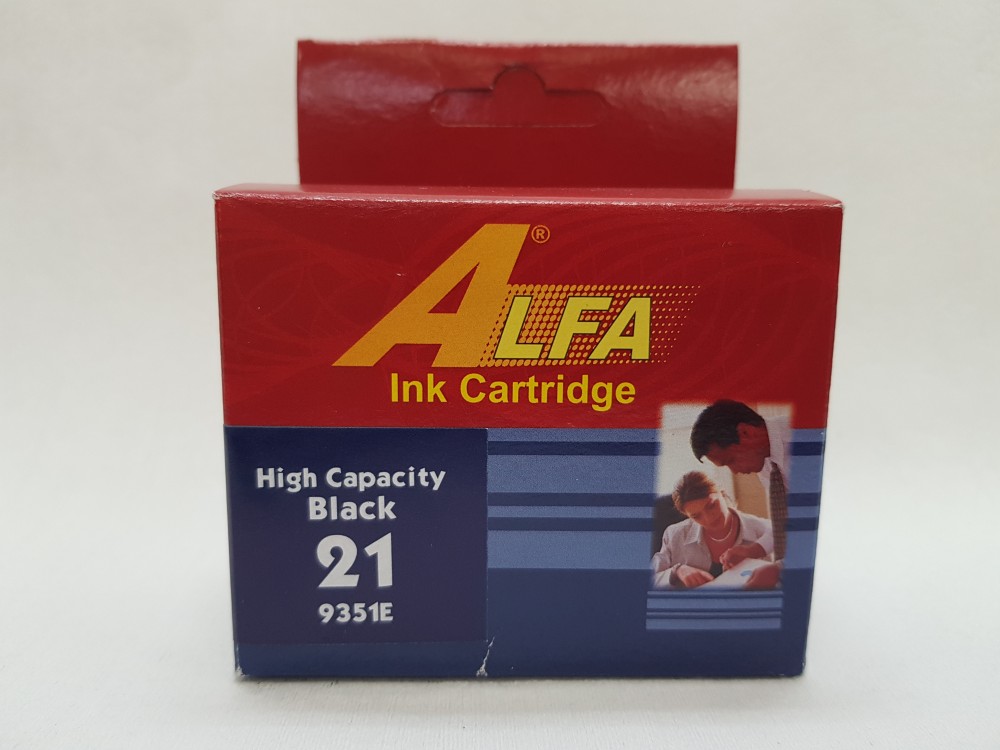 ALFA®
Ink Cartridge
High Capacity
Black
21
9351E